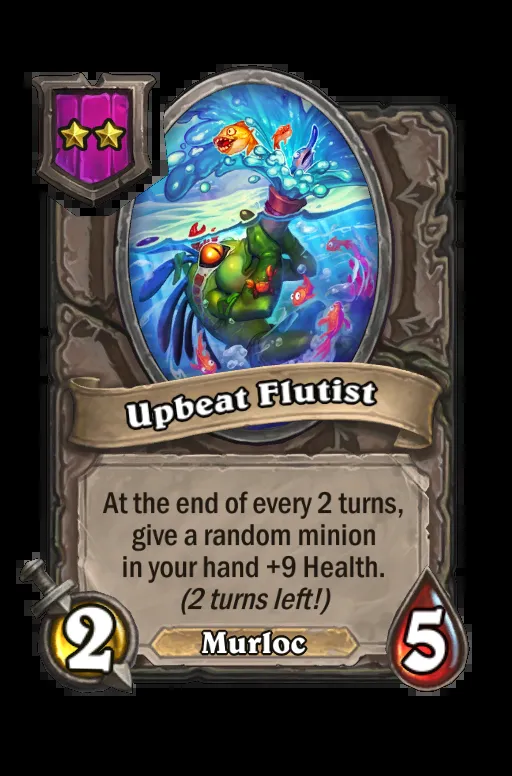 Upbeat Flutist
At the end of every 2 turns,
give a random minion
in your hand +9 Health.
(2 turns left!)
2
Murloc
5